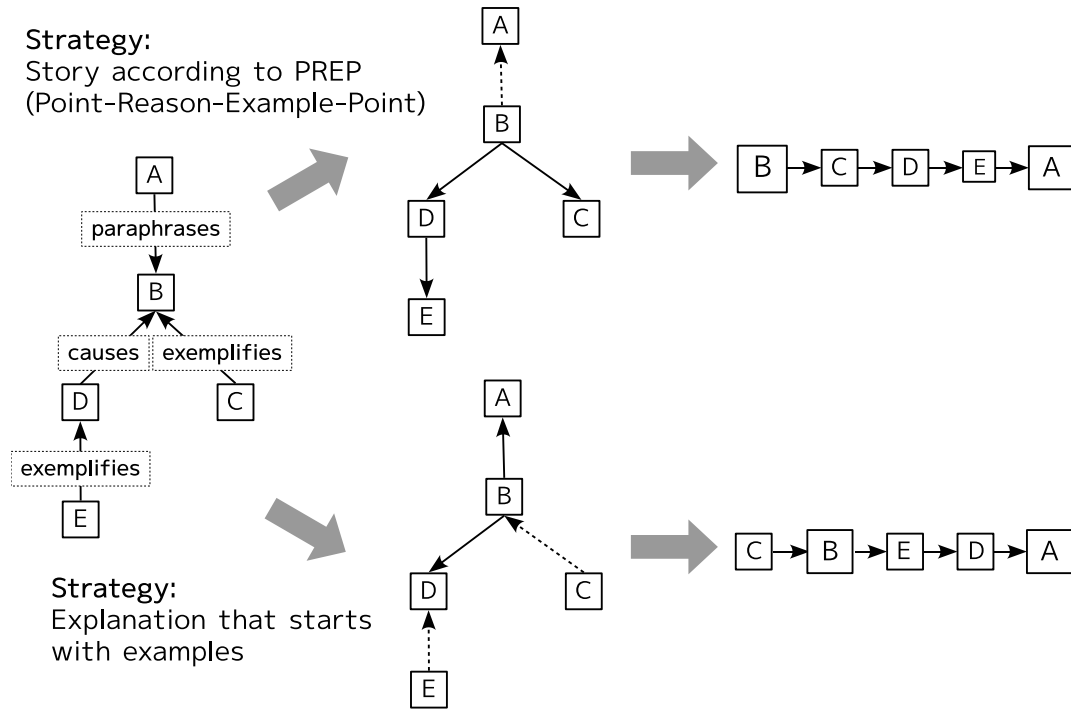 Strategy:
Story according to PREP
(Point-Reason-Example-Point)
A
paraphrases
B
causes
exemplifies
D
C
exemplifies
E
A
B
D
C
E
B
C
D
E
A
Strategy:
Explanation that starts
with examples
A
B
D
C
E
C
B
E
D
A